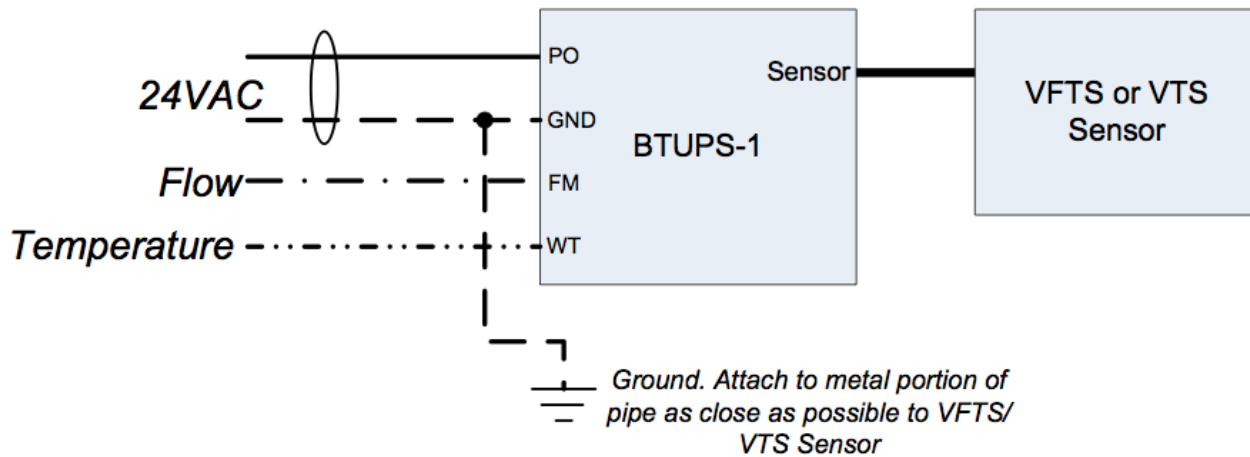 PO
Sensor
24VAC
VFTS or VTS
Sensor
GND
BTUPS-1
Flow
FM
Temperature
WT
Ground. Attach to metal portion of
pipe as close as possible to VFTS/
VTS Sensor